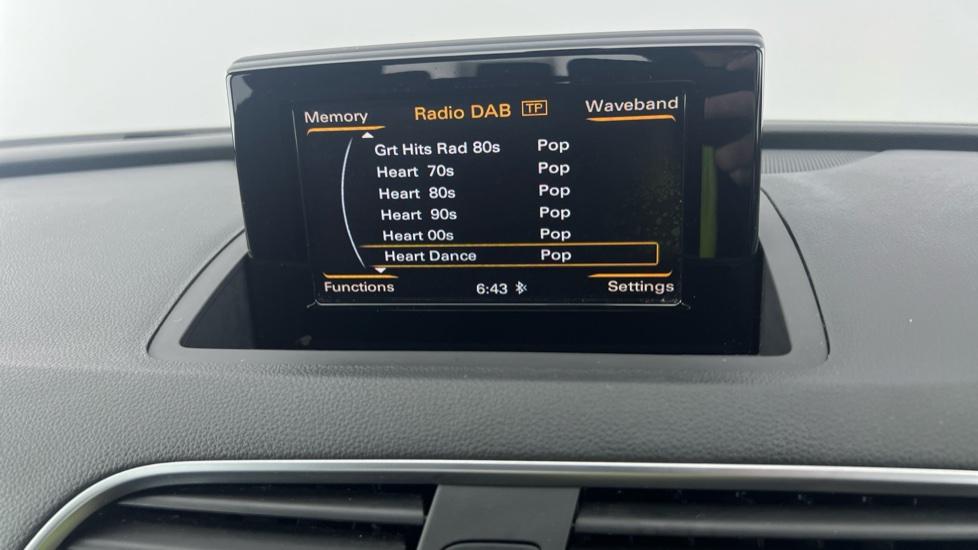 Memory Radio DAB TP Waveband
Grt Hits Rad 80s Pop
Heart 70s Pop
Heart 80s Pop
Heart 90s Pop
Heart 00s Pop
Heart Dance Pop
Functions 6:43 Settings